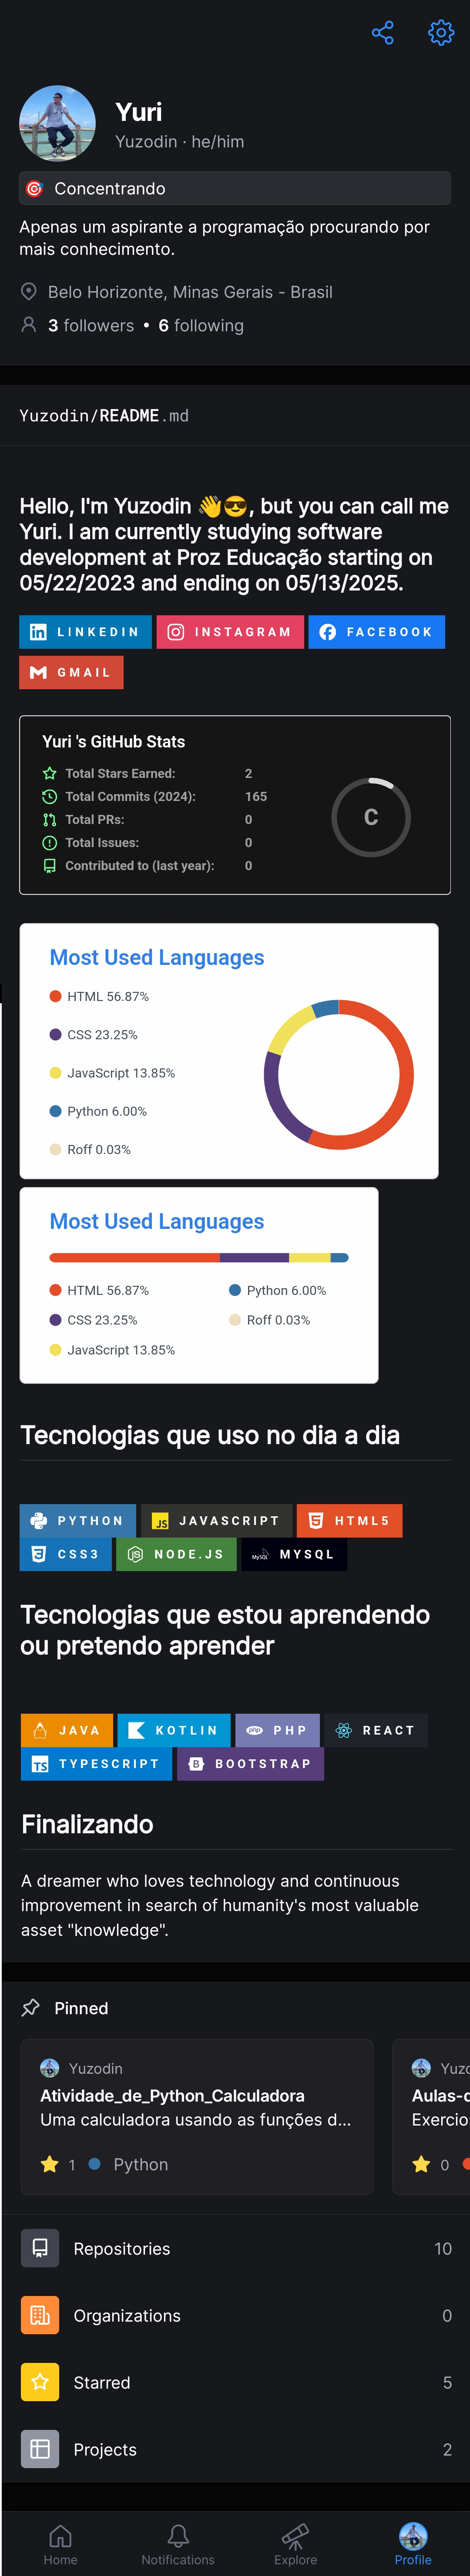 Yuri
Yuzodin · he/him
🎯 Concentrando
Apenas um aspirante a programação procurando por
mais conhecimento.
Belo Horizonte, Minas Gerais - Brasil
3 followers • 6 following
Yuzodin/README.md
Hello, I'm Yuzodin 👋😎, but you can call me
Yuri. I am currently studying software
development at Proz Educação starting on
05/22/2023 and ending on 05/13/2025.
LINKEDIN INSTAGRAM FACEBOOK
GMAIL
Yuri 's GitHub Stats
Total Stars Earned: 2
Total Commits (2024): 165
Total PRs: 0
Total Issues: 0
Contributed to (last year): 0
C
Most Used Languages
HTML 56.87%
CSS 23.25%
JavaScript 13.85%
Python 6.00%
Roff 0.03%
Most Used Languages
HTML 56.87% Python 6.00%
CSS 23.25% Roff 0.03%
JavaScript 13.85%
Tecnologias que uso no dia a dia
PYTHON JS JAVASCRIPT HTML5
CSS3 NODE.JS MySQL MYSQL
Tecnologias que estou aprendendo
ou pretendo aprender
JAVA KOTLIN php PHP REACT
TS TYPESCRIPT B BOOTSTRAP
Finalizando
A dreamer who loves technology and continuous
improvement in search of humanity's most valuable
asset "knowledge".
Pinned
Yuzodin Yuzo
Atividade_de_Python_Calculadora Aulas-d
Uma calculadora usando as funções d... Exercio
1 Python 0
Repositories 10
Organizations 0
Starred 5
Projects 2
Home Notifications Explore Profile